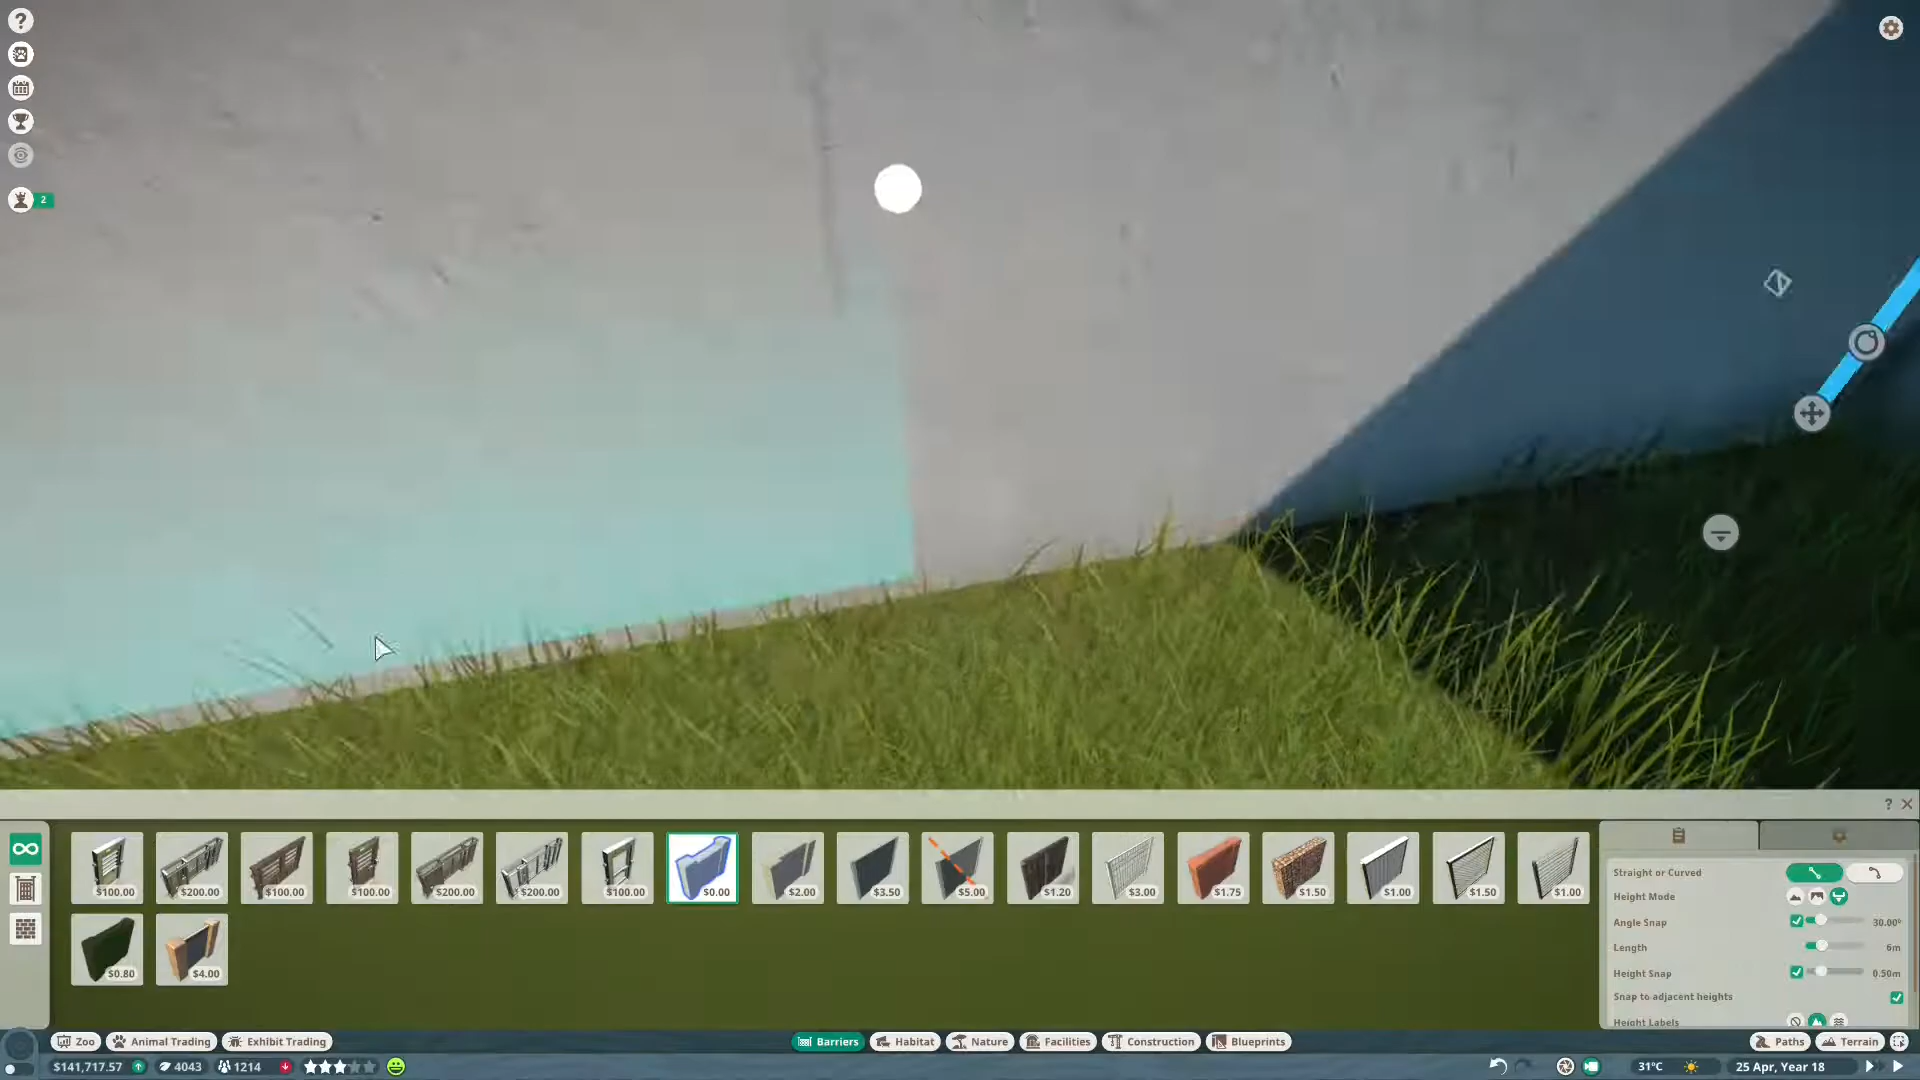 2
$100.00 $200.00 $100.00 $100.00 $200.00 $200.00 $100.00 $0.00 $2.00 $3.50 $5.00 $1.20 $3.00 $1.75 $1.50 $1.00 $1.50 $1.00
$0.80 $4.00
?
Straight or Curved
Height Mode
Angle Snap 30.00°
Length 6m
Height Snap 0.50m
Snap to adjacent heights
Height Labels
Zoo Animal Trading Exhibit Trading Barriers Habitat Nature Facilities Construction Blueprints Paths Terrain
$141,717.57 4043 1214 31°C 25 Apr, Year 18